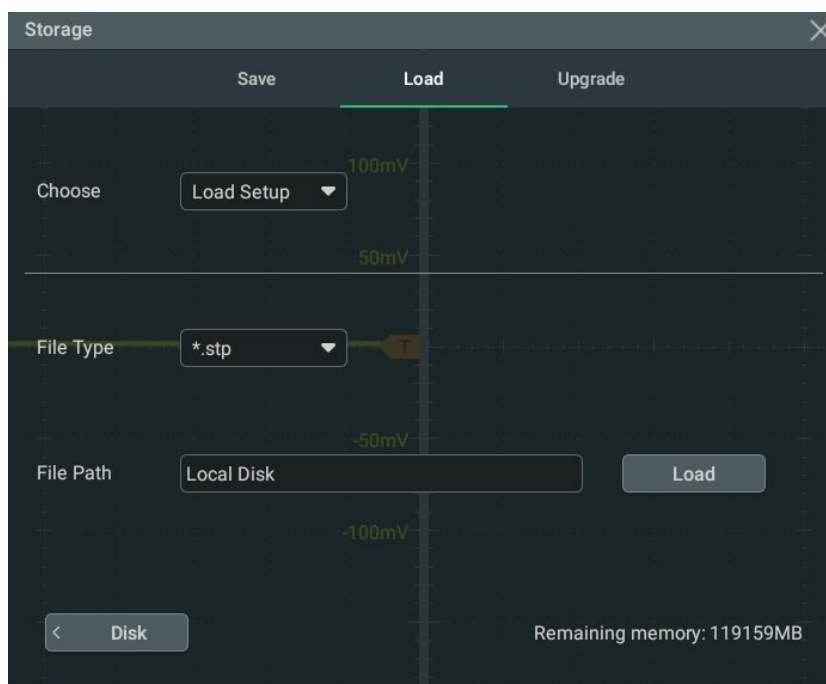 Storage
Save Load Upgrade
100mV
Choose Load Setup
50mV
File Type *.stp T
-50mV
File Path Local Disk Load
-100mV
Disk Remaining memory: 119159MB